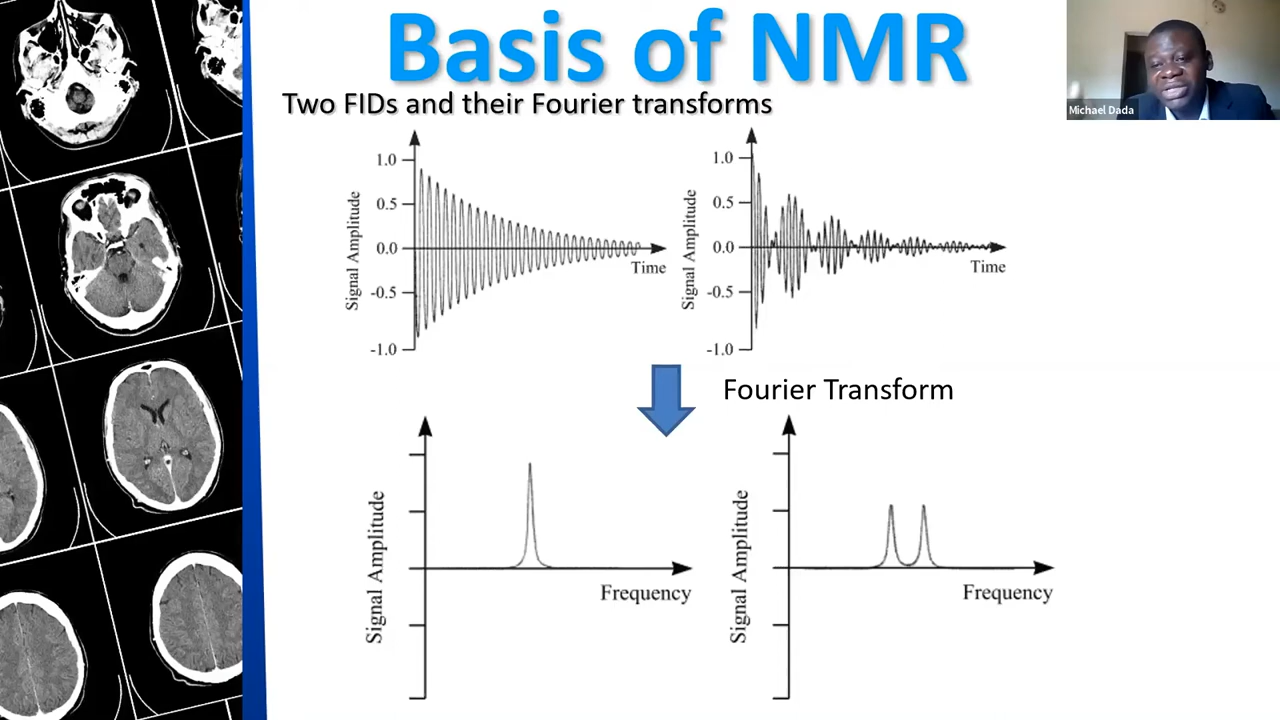 Basis of NMR
Michael Dada
Two FIDs and their Fourier transforms
Signal Amplitude
1.0
0.5
0.0
-0.5
-1.0
Time
Signal Amplitude
1.0
0.5
0.0
-0.5
-1.0
Time
Fourier Transform
Signal Amplitude
Frequency
Signal Amplitude
Frequency